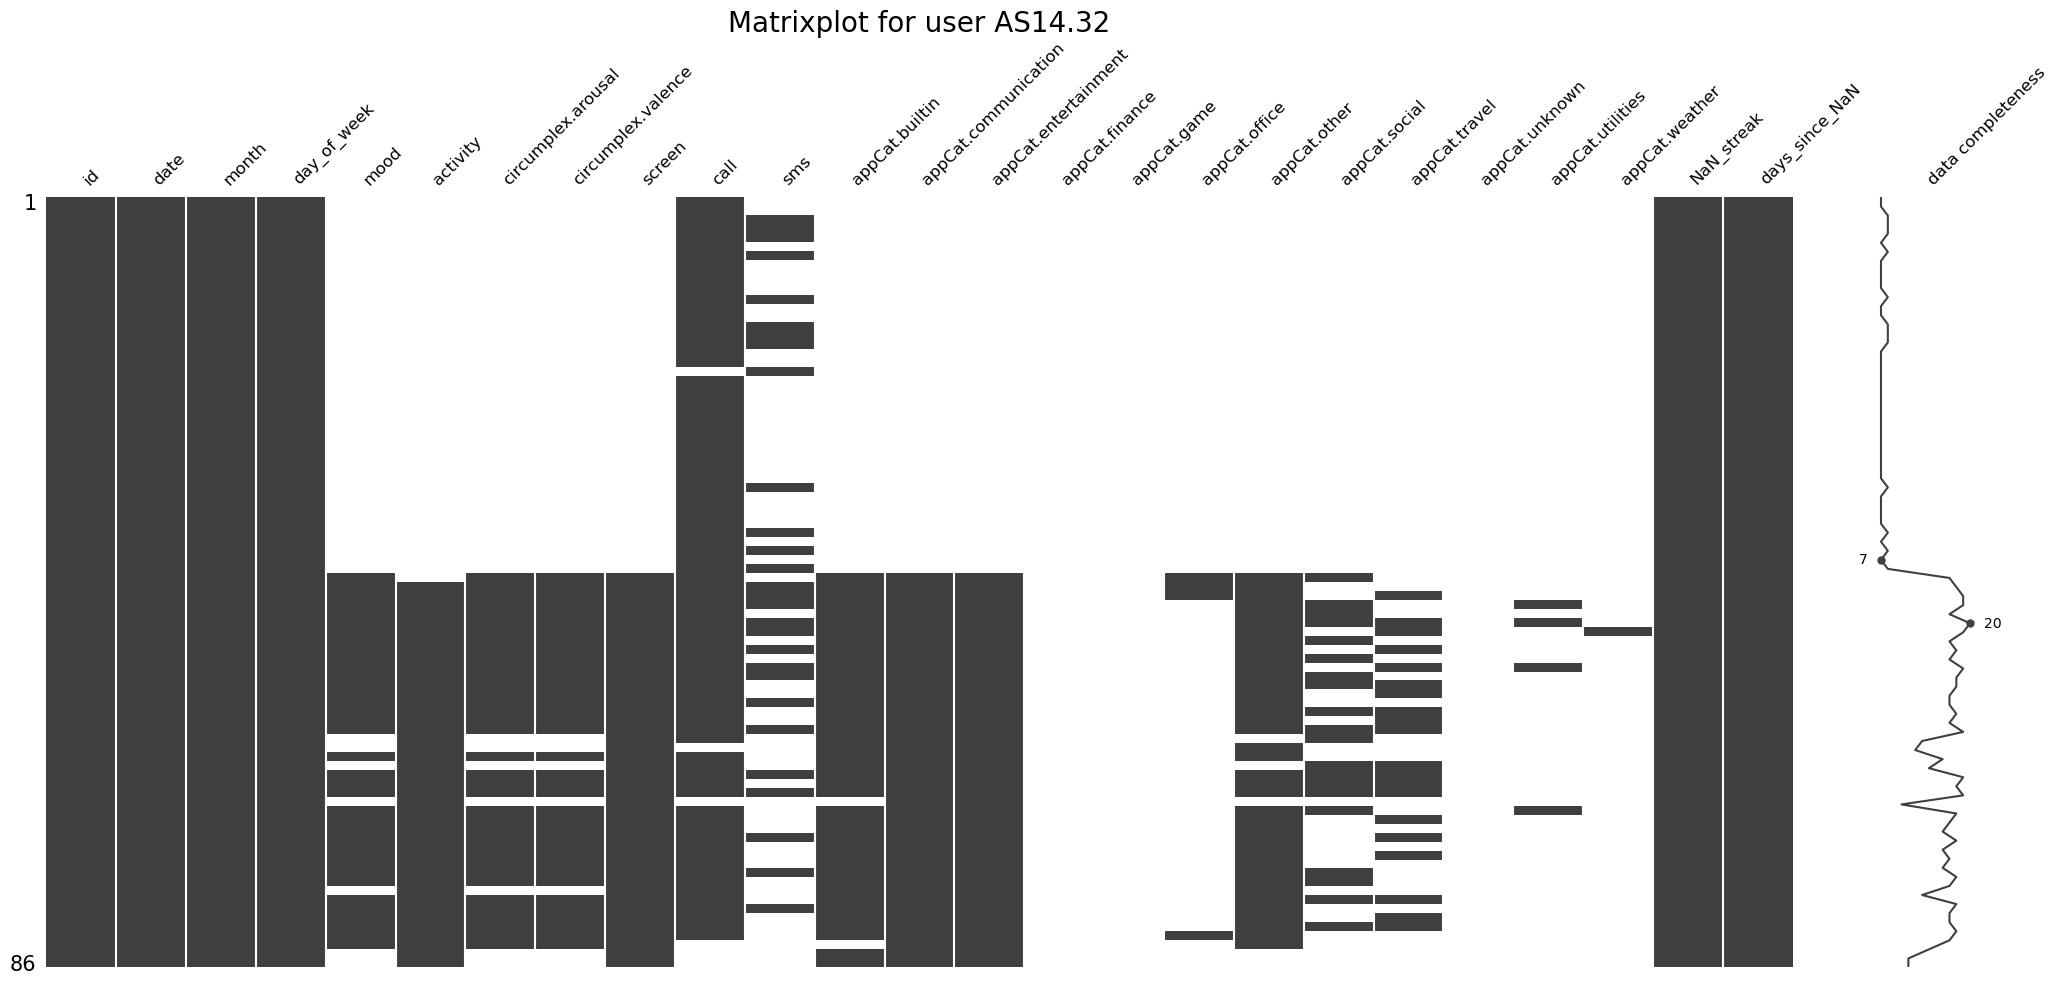 Matrixplot for user AS14.32
id
date
month
day_of_week
mood
activity
circumplex.arousal
circumplex.valence
screen
call
sms
appCat.builtin
appCat.communication
appCat.entertainment
appCat.finance
appCat.game
appCat.office
appCat.other
appCat.social
appCat.travel
appCat.unknown
appCat.utilities
appCat.weather
NaN_streak
days_since_NaN
data completeness
1
7
20
86